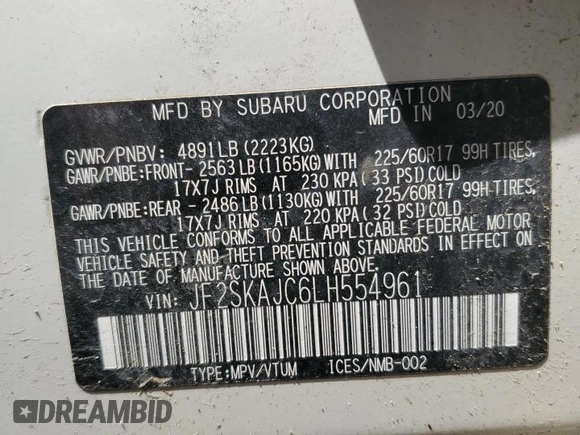 MFD BY SUBARU CORPORATION
MFD IN 03/20
GVWR/PNBV: 4891LB(2223KG)
GAWR/PNBE:FRONT- 2563LB(1165KG)WITH 225/60R17 99H TIRES,
17X7J RIMS AT 230 KPA(33 PSI)COLD
GAWR/PNBE:REAR - 2486LB(1130KG)WITH 225/60R17 99H TIRES,
17X7J RIMS AT 220 KPA(32 PSI)COLD
THIS VEHICLE CONFORMS TO ALL APPLICABLE FEDERAL MOTOR
VEHICLE SAFETY AND THEFT PREVENTION STANDARDS IN EFFECT ON
THE DATE OF MANUFACTURE SHOWN ABOVE.
VIN: JF2SKAJC6LH554961
TYPE:MPV/VTUM ICES/NMB-002
DREAMBID